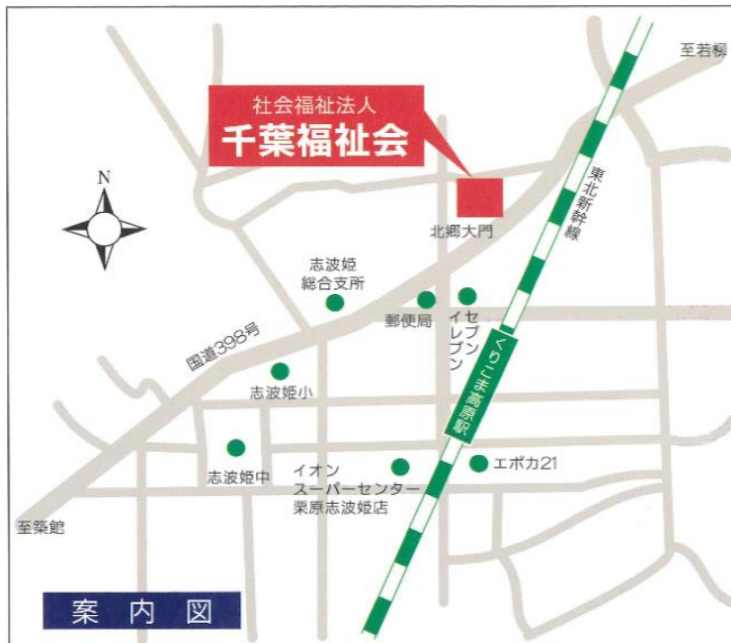 至若柳
社会福祉法人
千葉福祉会
N
東北新幹線
北郷大門
志波姫
総合支所
郵便局
セブン
イレブン
国道398号
くりこま高原駅
志波姫小
志波姫中
イオン
スーパーセンター
栗原志波姫店
エポカ21
至築館
案内図